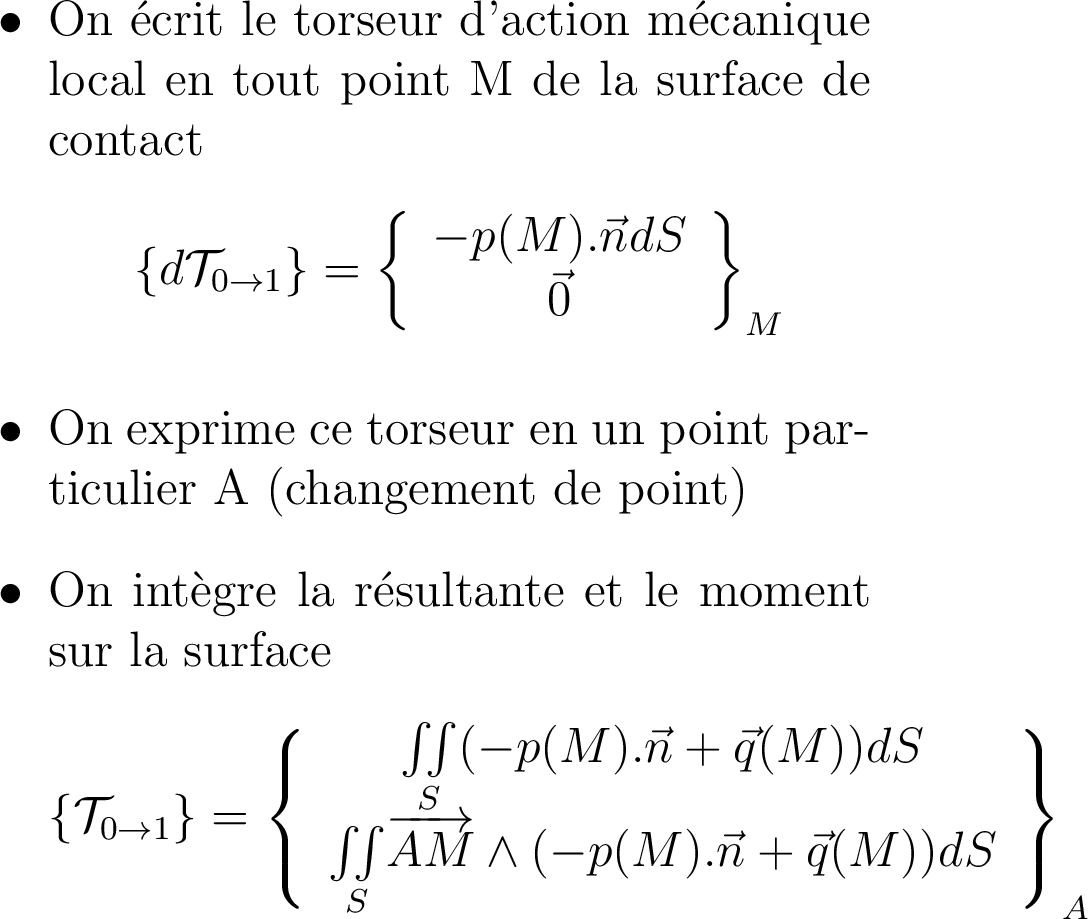 • On écrit le torseur d'action mécanique
local en tout point M de la surface de
contact
$\{d\mathcal{T}_{0\to 1}\} = \left\{ \begin{array}{c} -p(M).\vec{n}dS \\ \vec{0} \end{array} \right\}_M$
• On exprime ce torseur en un point par-
ticulier A (changement de point)
• On intègre la résultante et le moment
sur la surface
$\{\mathcal{T}_{0\to 1}\} = \left\{ \begin{array}{c} \iint\limits_S (-p(M).\vec{n} + \vec{q}(M))dS \\ \iint\limits_S \overrightarrow{AM} \wedge (-p(M).\vec{n} + \vec{q}(M))dS \end{array} \right\}_A$